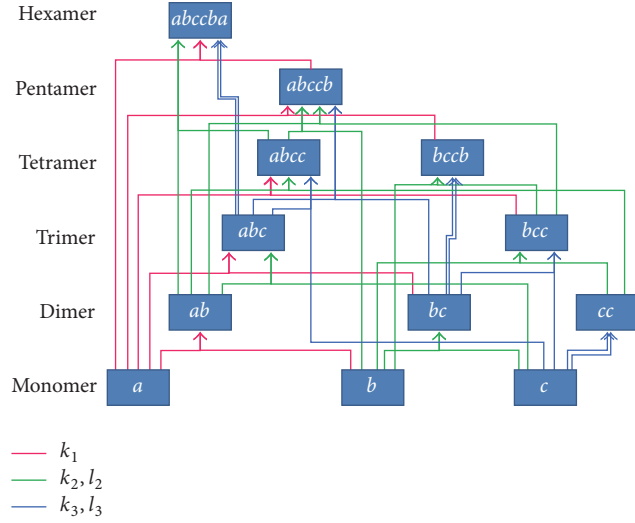 Hexamer abccba
Pentamer abccb
Tetramer abcc bccb
Trimer abc bcc
Dimer ab bc cc
Monomer a b c
k₁
k₂, l₂
k₃, l₃